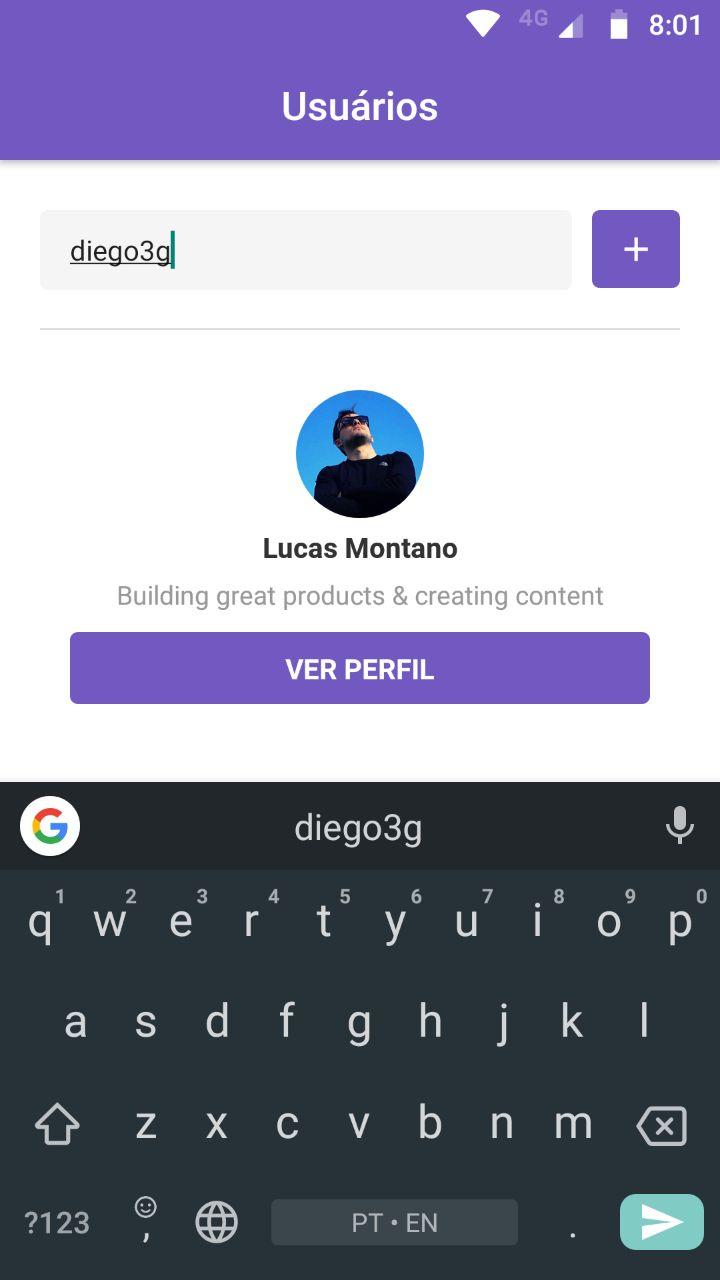 4G 8:01
Usuários
diego3g +
Lucas Montano
Building great products & creating content
VER PERFIL
G diego3g
1 2 3 4 5 6 7 8 9 0
q w e r t y u i o p
a s d f g h j k l
z x c v b n m
?123 , PT • EN .